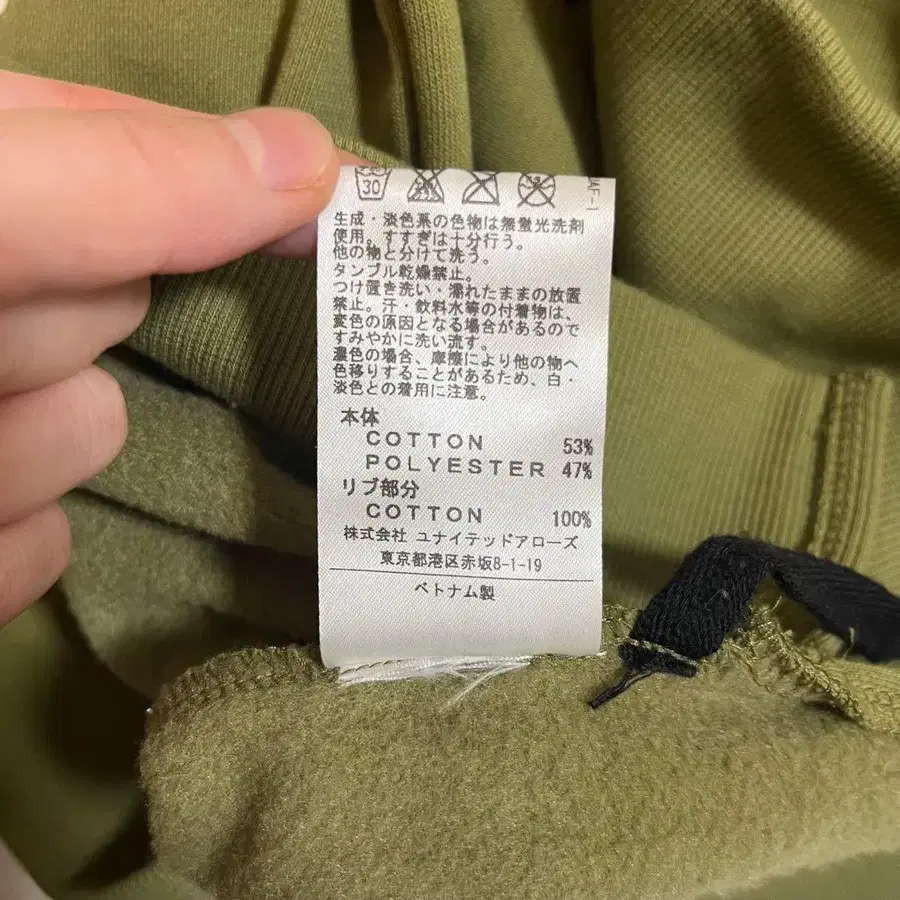 30
AF-1
生成・淡色系の色物は無蛍光洗剤
使用。すすぎは十分行う。
他の物と分けて洗う。
タンブル乾燥禁止。
つけ置き洗い・濡れたままの放置
禁止。汗・飲料水等の付着物は、
変色の原因となる場合があるので
すみやかに洗い流す。
濃色の場合、摩擦により他の物へ
色移りすることがあるため、白・
淡色との着用に注意。
本体
COTTON 53%
POLYESTER 47%
リブ部分
COTTON 100%
株式会社 ユナイテッドアローズ
東京都港区赤坂8-1-19
ベトナム製